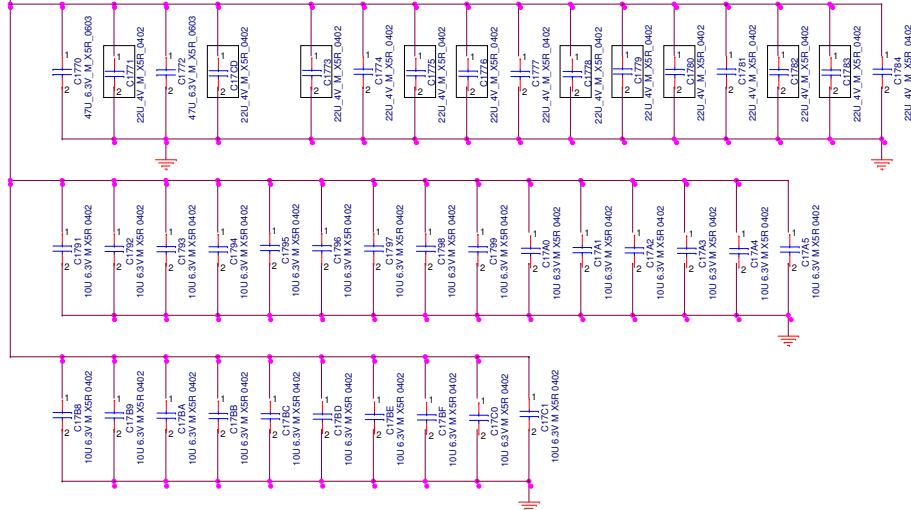 1
2
C1770
47U_6.3V_M_X5R_0603
1
2
C1771
22U_4V_M_X5R_0402
1
2
C1772
47U_6.3V_M_X5R_0603
1
2
C17CD
22U_4V_M_X5R_0402
1
2
C1773
22U_4V_M_X5R_0402
1
2
C1774
22U_4V_M_X5R_0402
1
2
C1775
22U_4V_M_X5R_0402
1
2
C1776
22U_4V_M_X5R_0402
1
2
C1777
22U_4V_M_X5R_0402
1
2
C1778
22U_4V_M_X5R_0402
1
2
C1779
22U_4V_M_X5R_0402
1
2
C1780
22U_4V_M_X5R_0402
1
2
C1781
22U_4V_M_X5R_0402
1
2
C1782
22U_4V_M_X5R_0402
1
2
C1783
22U_4V_M_X5R_0402
1
2
C1784
22U_4V_M_X5R_0402
1
2
C1791
10U 6.3V M X5R 0402
1
2
C1792
10U 6.3V M X5R 0402
1
2
C1793
10U 6.3V M X5R 0402
1
2
C1794
10U 6.3V M X5R 0402
1
2
C1795
10U 6.3V M X5R 0402
1
2
C1796
10U 6.3V M X5R 0402
1
2
C1797
10U 6.3V M X5R 0402
1
2
C1798
10U 6.3V M X5R 0402
1
2
C1799
10U 6.3V M X5R 0402
1
2
C17A0
10U 6.3V M X5R 0402
1
2
C17A1
10U 6.3V M X5R 0402
1
2
C17A2
10U 6.3V M X5R 0402
1
2
C17A3
10U 6.3V M X5R 0402
1
2
C17A4
10U 6.3V M X5R 0402
1
2
C17A5
10U 6.3V M X5R 0402
1
2
C17B8
10U 6.3V M X5R 0402
1
2
C17B9
10U 6.3V M X5R 0402
1
2
C17BA
10U 6.3V M X5R 0402
1
2
C17BB
10U 6.3V M X5R 0402
1
2
C17BC
10U 6.3V M X5R 0402
1
2
C17BD
10U 6.3V M X5R 0402
1
2
C17BE
10U 6.3V M X5R 0402
1
2
C17BF
10U 6.3V M X5R 0402
1
2
C17C0
10U 6.3V M X5R 0402
1
2
C17C1
10U 6.3V M X5R 0402